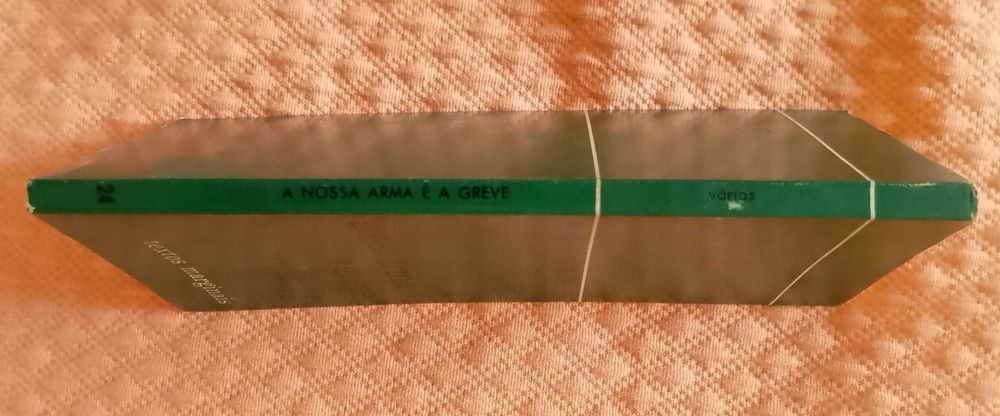 24
A NOSSA ARMA É A GREVE
vários
textos marginais